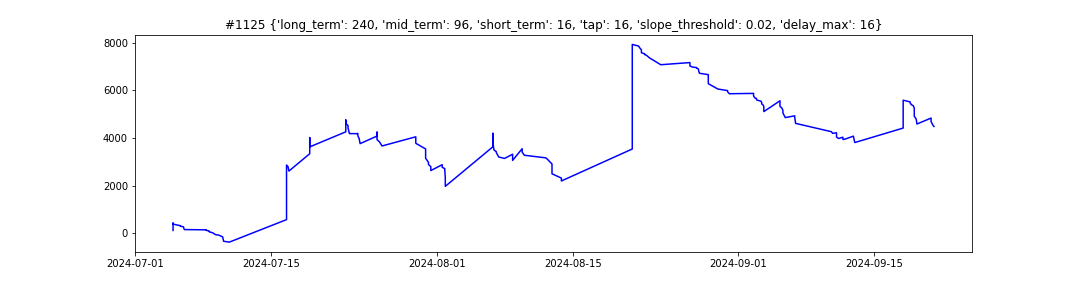 #1125 {'long_term': 240, 'mid_term': 96, 'short_term': 16, 'tap': 16, 'slope_threshold': 0.02, 'delay_max': 16}
8000
6000
4000
2000
0
2024-07-01 2024-07-15 2024-08-01 2024-08-15 2024-09-01 2024-09-15